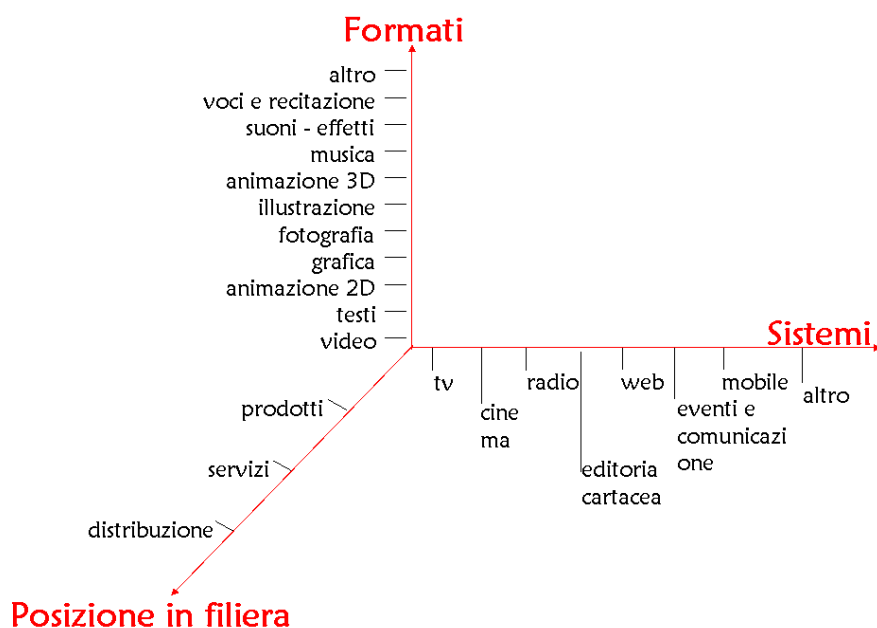 Formati
altro
voci e recitazione
suoni - effetti
musica
animazione 3D
illustrazione
fotografia
grafica
animazione 2D
testi
video
Sistemi
tv
cine
ma
radio
editoria
cartacea
web
eventi e
comunicazi
one
mobile
altro
prodotti
servizi
distribuzione
Posizione in filiera